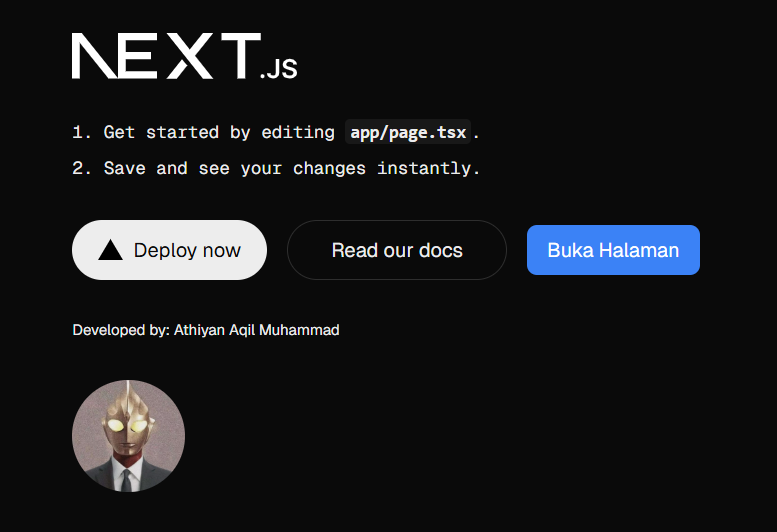 NEXT.JS
1. Get started by editing app/page.tsx.
2. Save and see your changes instantly.
Deploy now Read our docs Buka Halaman
Developed by: Athiyan Aqil Muhammad